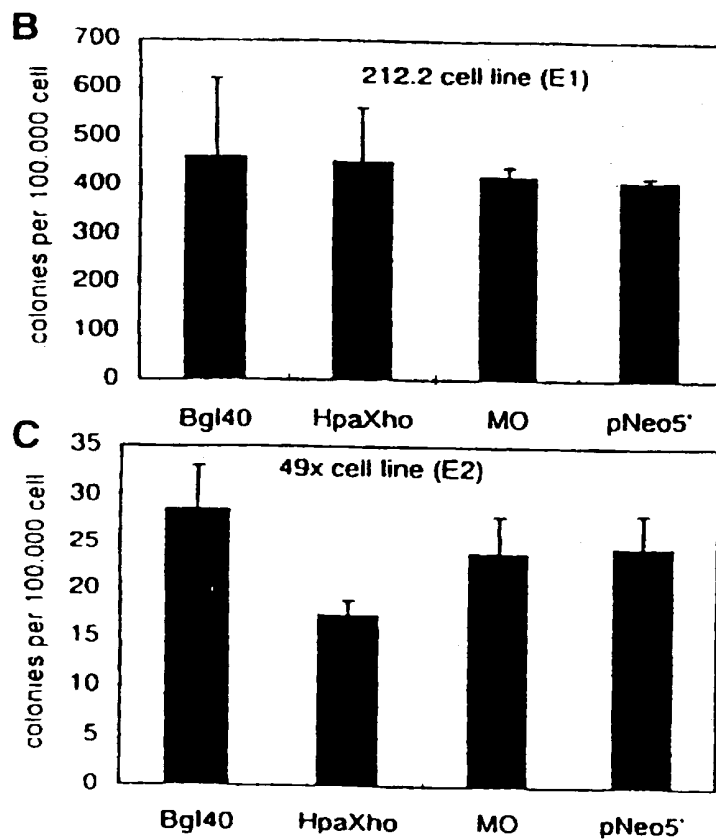 B
700
600
500
400
300
200
100
0
colonies per 100.000 cell
212.2 cell line (E1)
Bgl40 HpaXho MO pNeo5'
C
35
30
25
20
15
10
5
0
colonies per 100.000 cell
49x cell line (E2)
Bgl40 HpaXho MO pNeo5'